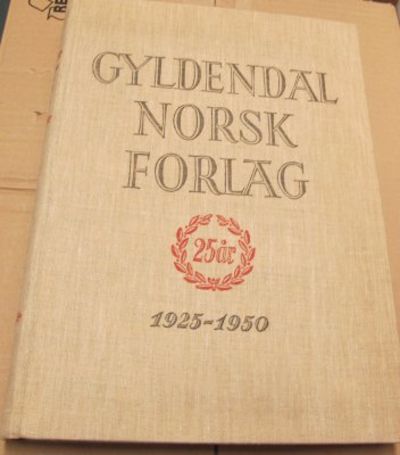 GYLDENDAL
NORSK
FORLAG
25 år
1925-1950